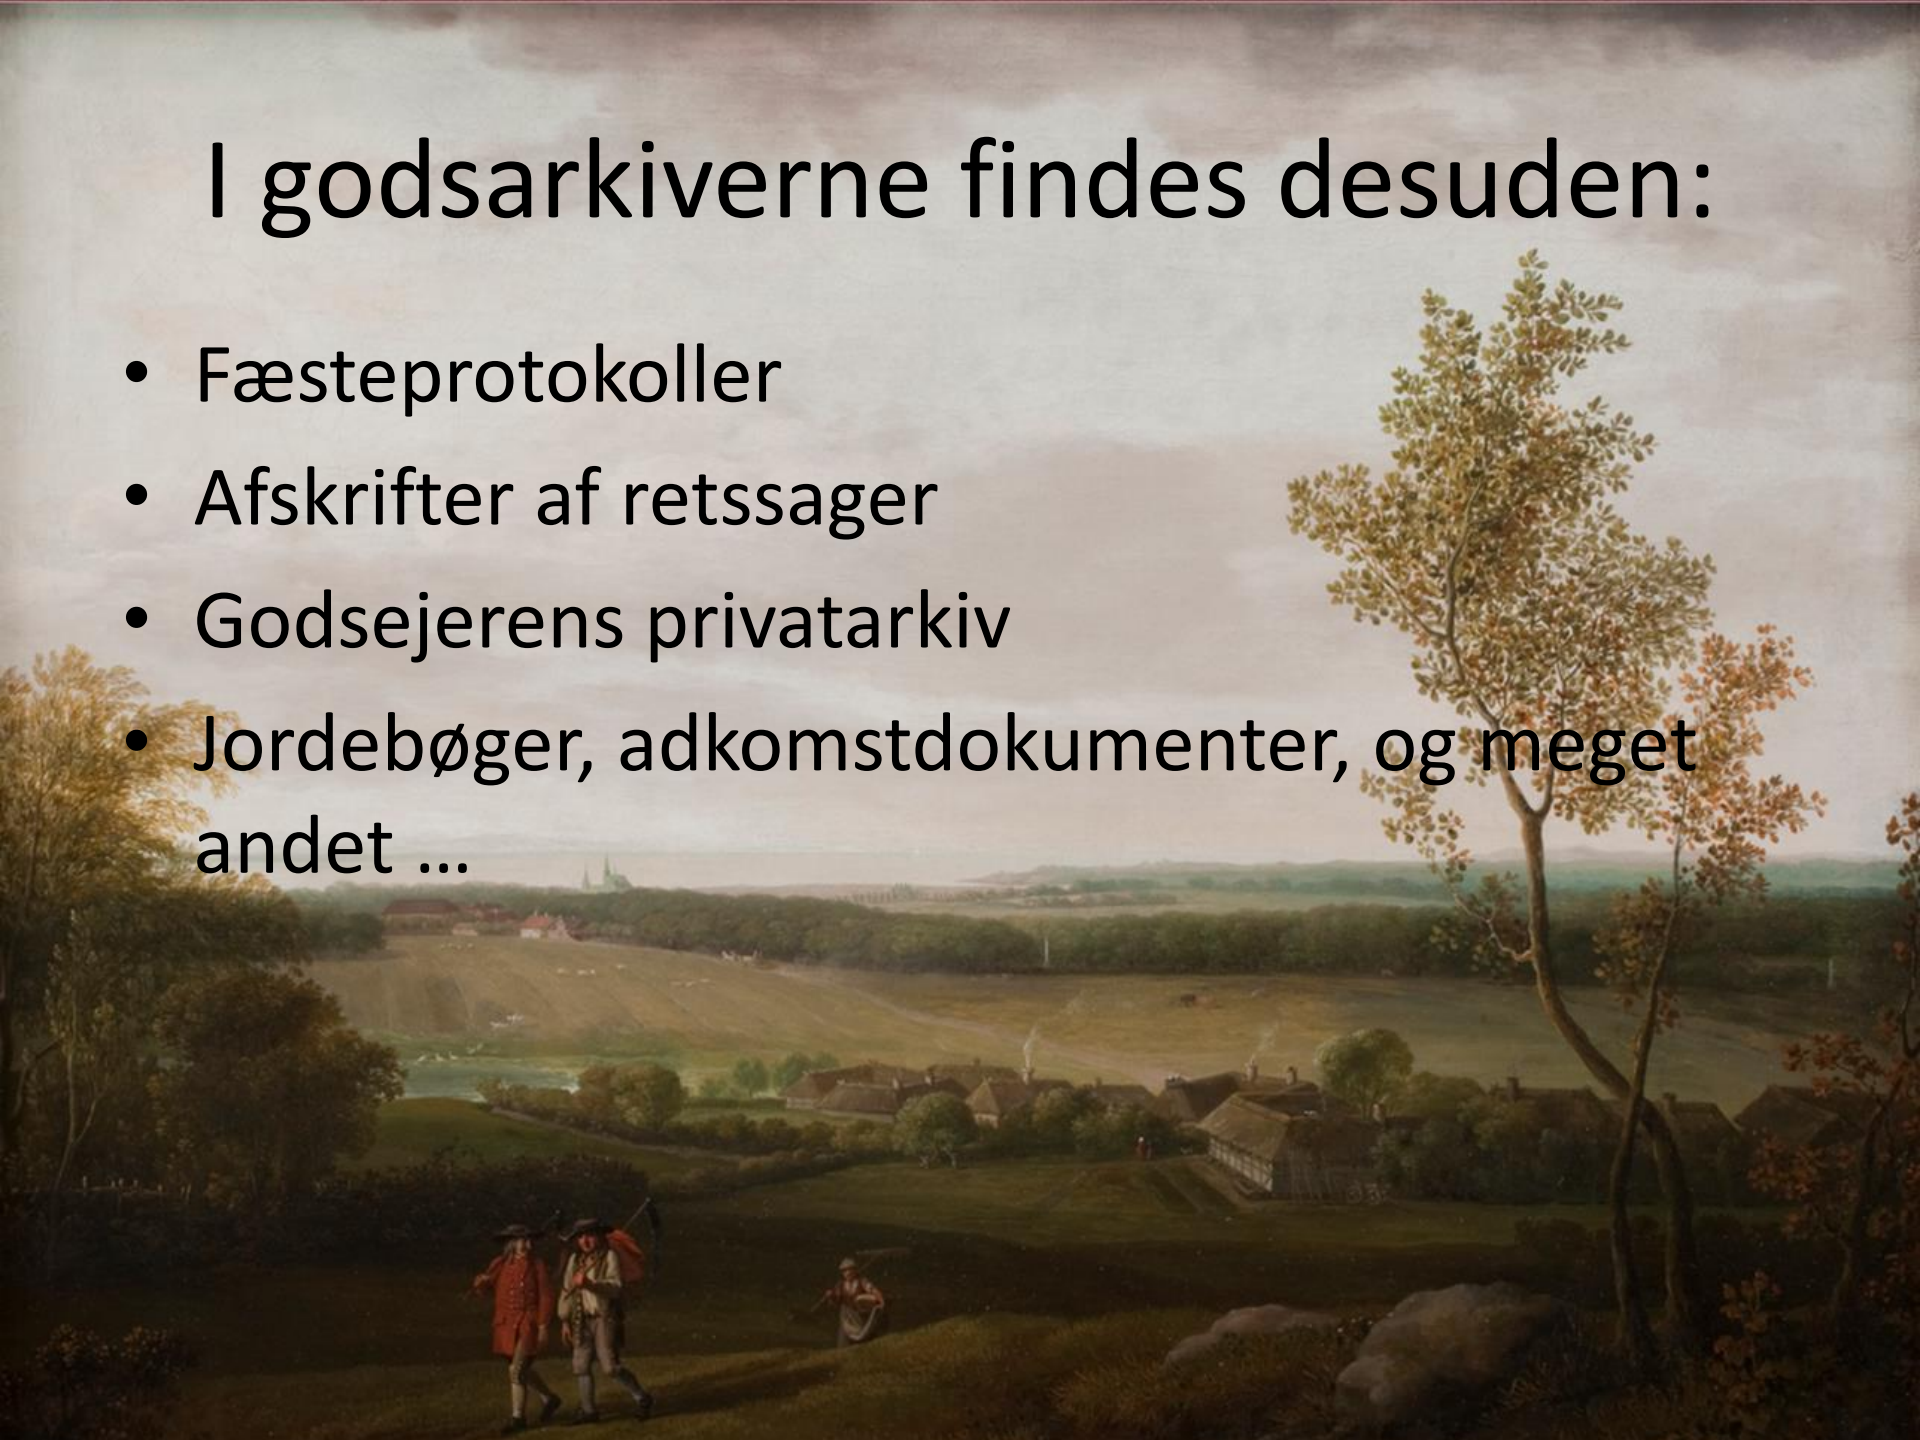 I godsarkiverne findes desuden:
• Fæsteprotokoller
• Afskrifter af retssager
• Godsejerens privatarkiv
• Jordebøger, adkomstdokumenter, og meget
andet …